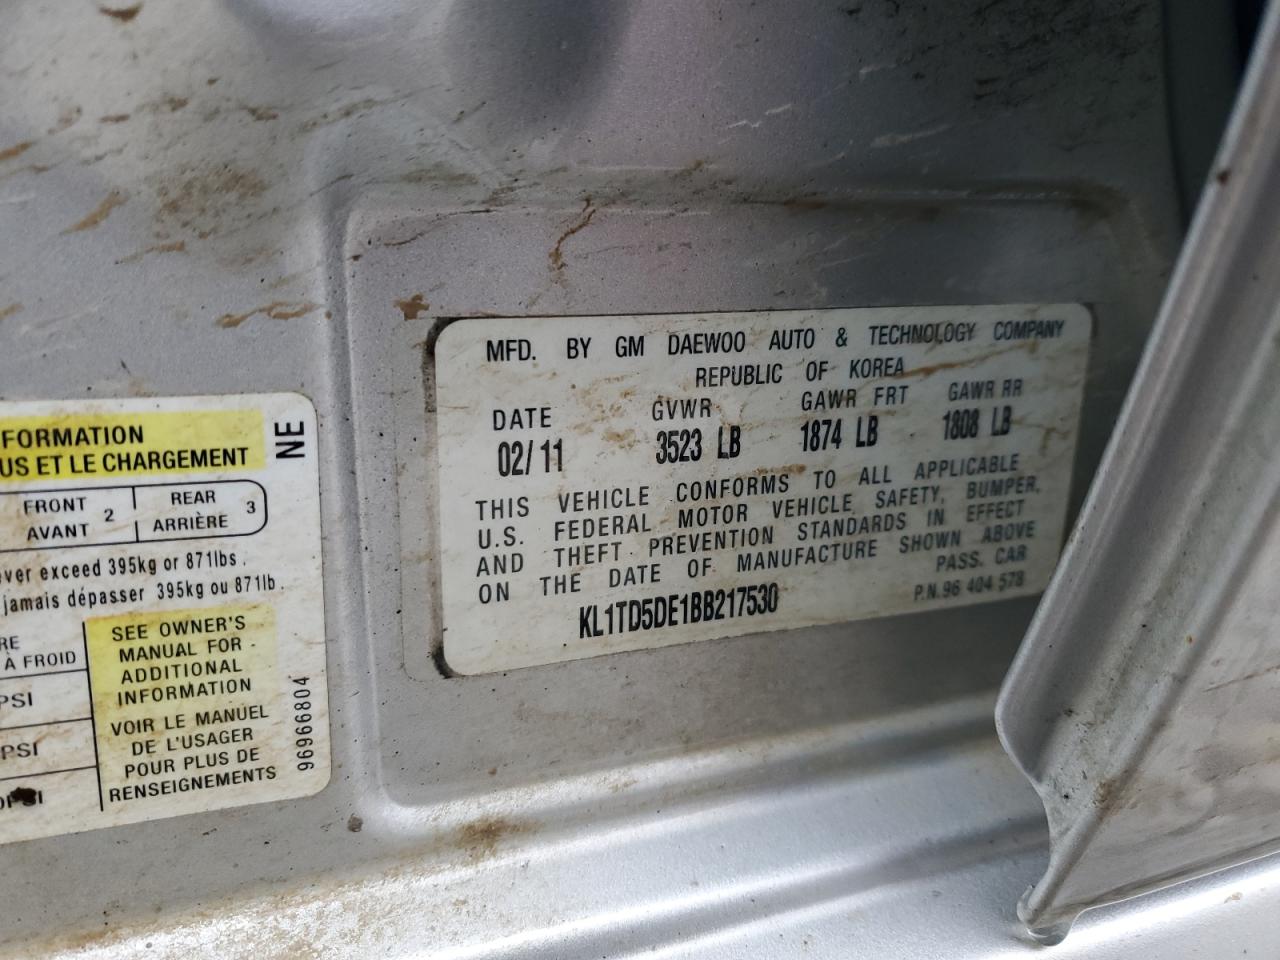 MFD. BY GM DAEWOO AUTO & TECHNOLOGY COMPANY
REPUBLIC OF KOREA
DATE GVWR GAWR FRT GAWR RR
02/11 3523 LB 1874 LB 1808 LB
THIS VEHICLE CONFORMS TO ALL APPLICABLE
U.S. FEDERAL MOTOR VEHICLE SAFETY, BUMPER,
AND THEFT PREVENTION STANDARDS IN EFFECT
ON THE DATE OF MANUFACTURE SHOWN ABOVE
PASS. CAR
KL1TD5DE1BB217530
P.N.96 404 578
FORMATION
US ET LE CHARGEMENT
NE
FRONT 2 REAR 3
AVANT ARRIÈRE
ever exceed 395kg or 871lbs.
jamais dépasser 395kg ou 871lb.
RE
À FROID
PSI
PSI
PSI
SEE OWNER'S
MANUAL FOR
ADDITIONAL
INFORMATION
VOIR LE MANUEL
DE L'USAGER
POUR PLUS DE
RENSEIGNEMENTS
96966804